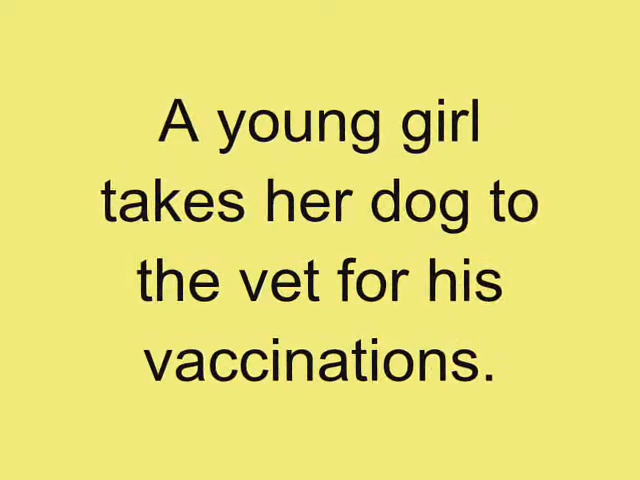 A young girl
takes her dog to
the vet for his
vaccinations.